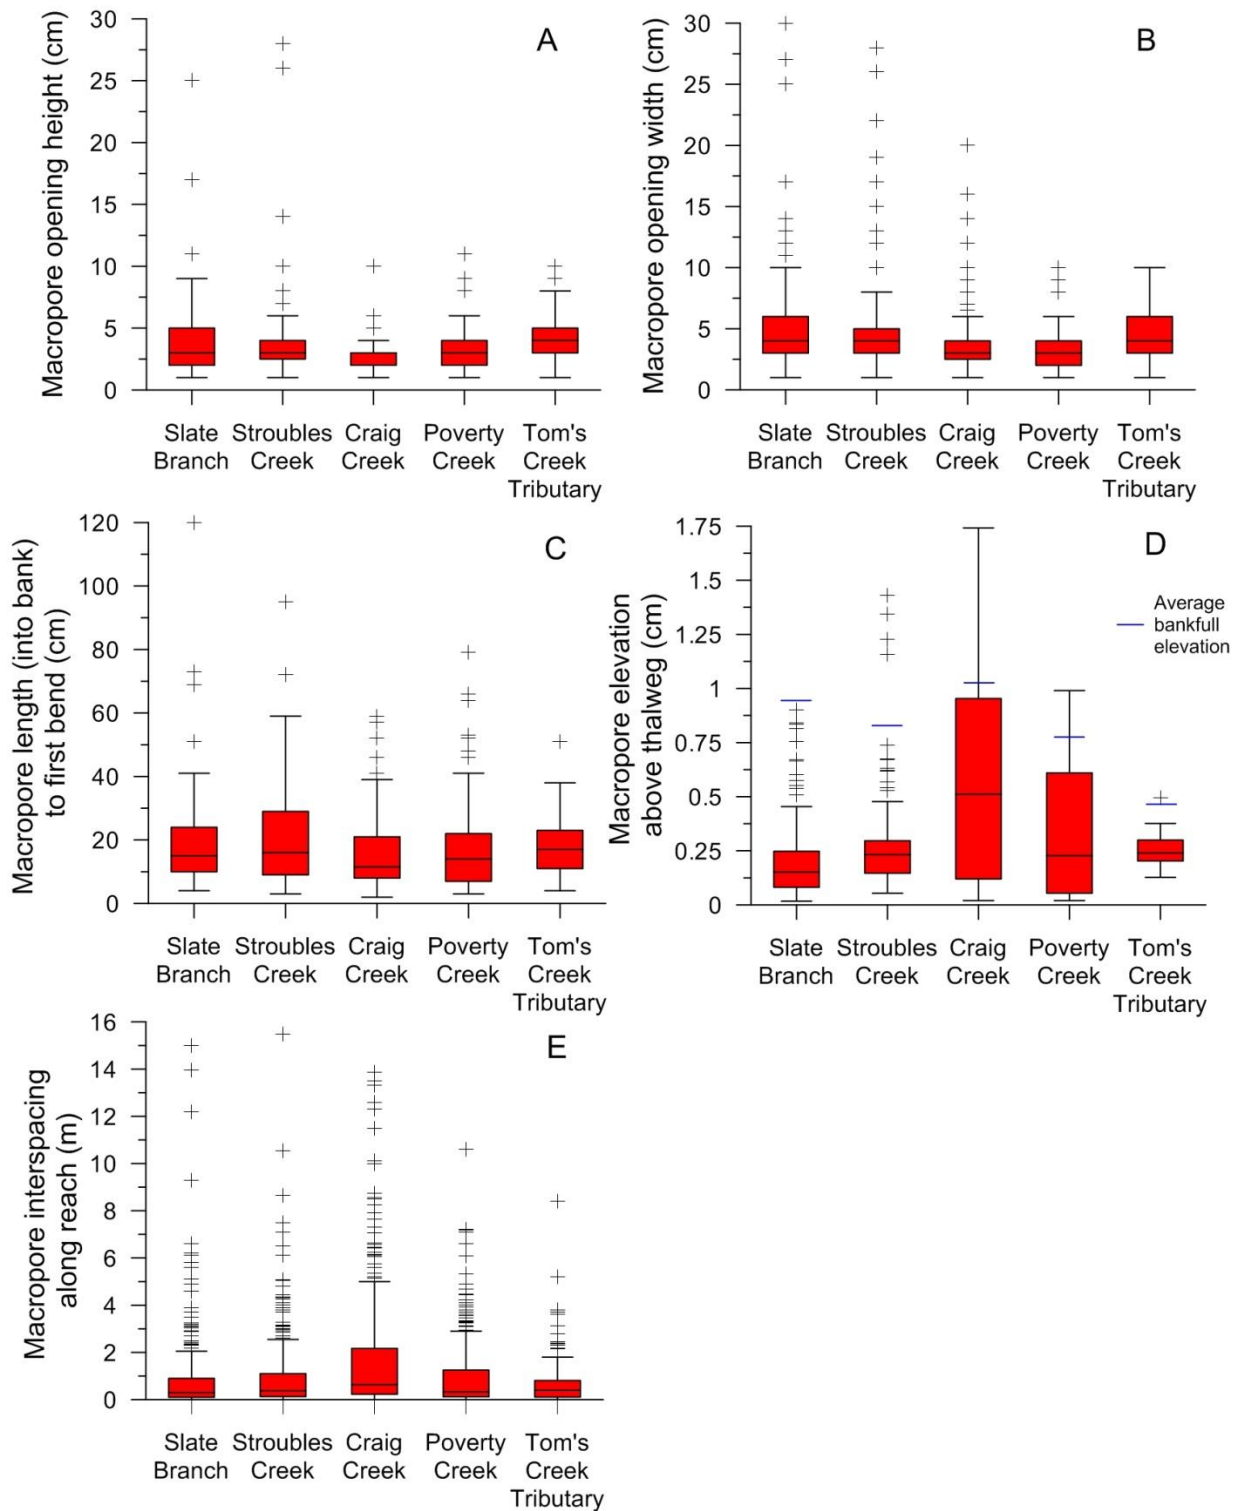 Macropore opening height (cm)
30
25
20
15
10
5
0
A
Slate
Branch
Stroubles
Creek
Craig
Creek
Poverty
Creek
Tom's
Creek
Tributary
Macropore opening width (cm)
30
25
20
15
10
5
0
B
Slate
Branch
Stroubles
Creek
Craig
Creek
Poverty
Creek
Tom's
Creek
Tributary
Macropore length (into bank)
to first bend (cm)
120
100
80
60
40
20
0
C
Slate
Branch
Stroubles
Creek
Craig
Creek
Poverty
Creek
Tom's
Creek
Tributary
Macropore elevation
above thalweg (cm)
1.75
1.5
1.25
1
0.75
0.5
0.25
0
D
Average
bankfull
elevation
Slate
Branch
Stroubles
Creek
Craig
Creek
Poverty
Creek
Tom's
Creek
Tributary
Macropore interspacing
along reach (m)
16
14
12
10
8
6
4
2
0
E
Slate
Branch
Stroubles
Creek
Craig
Creek
Poverty
Creek
Tom's
Creek
Tributary